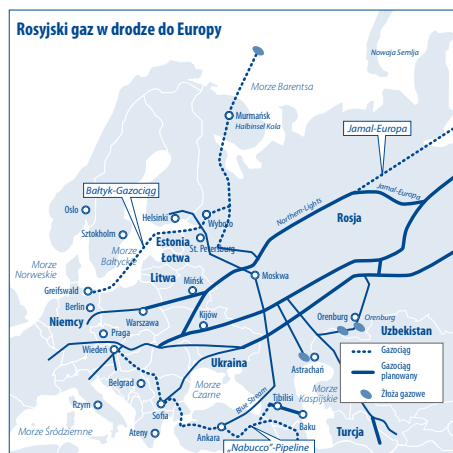 Rosyjski gaz w drodze do Europy
Nowaja Semlja
Morze Barentsa
Murmańsk
Halbinsel Kola
Jamal-Europa
Jamal-Europa
Northern-Lights
Bałtyk-Gazociąg
Oslo
Helsinki
Wyborg
Rosja
Sztokholm
Estonia
St. Petersburg
Morze
Bałtyckie
Łotwa
Morze
Norweskie
Litwa
Moskwa
Greifswald
Mińsk
Berlin
Niemcy
Warszawa
Kijów
Orenburg
Orenburg
Uzbekistan
Praga
Wiedeń
Ukraina
Astrachań
Gazociąg
Gazociąg
planowany
Złoża gazowe
Belgrad
Morze
Czarne
Morze
Kaspijskie
Rzym
Sofia
Blue Stream
Tibilisi
Baku
Morze Śródziemne
Ateny
Ankara
Turcja
„Nabucco"-Pipeline